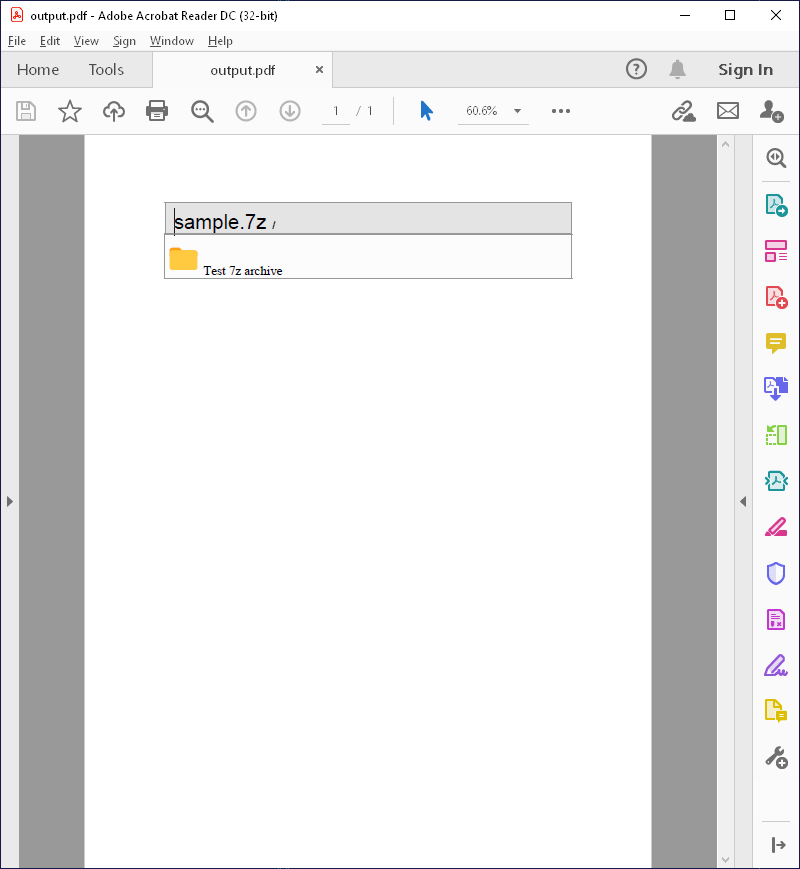 output.pdf - Adobe Acrobat Reader DC (32-bit)
File Edit View Sign Window Help
Home Tools output.pdf × ? Sign In
1 / 1 60.6%
sample.7z /
Test 7z archive